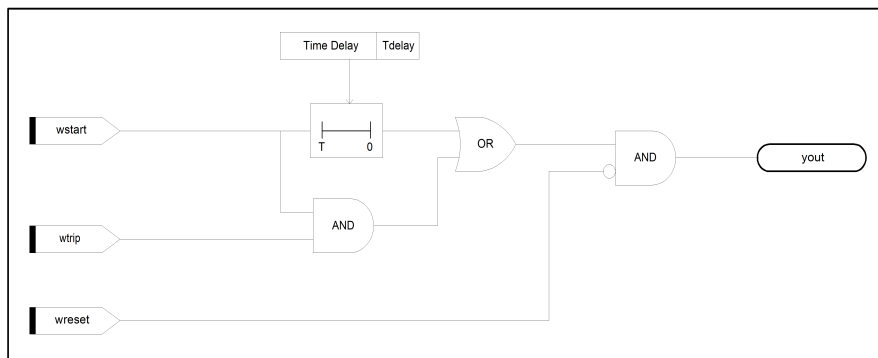 Time Delay Tdelay
wstart
T 0
OR
AND
yout
AND
wtrip
wreset